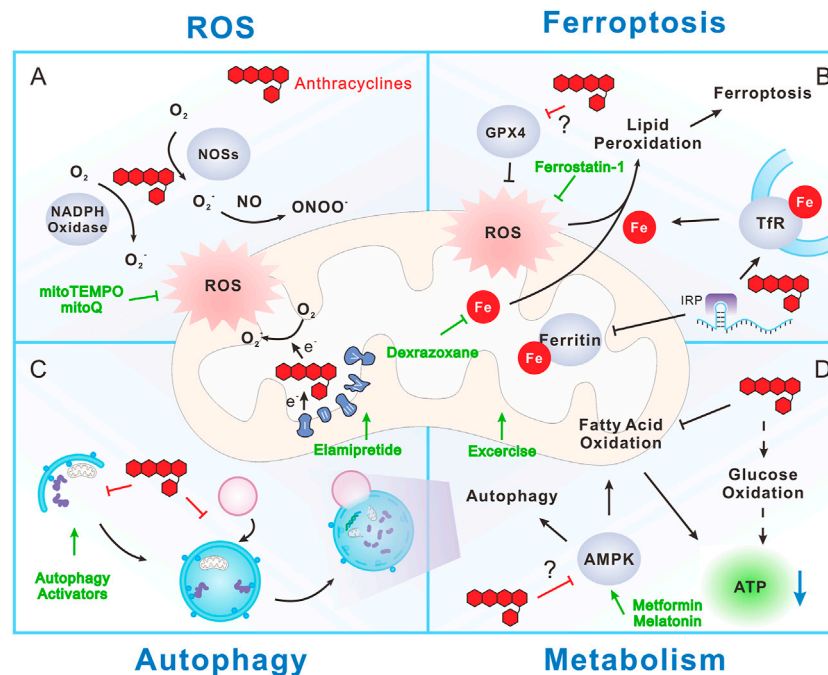 ROS
Ferroptosis
A
Anthracyclines
O₂
NOSs
O₂
NADPH
Oxidase
O₂⁻
NO
ONOO⁻
O₂⁻
mitoTEMPO
mitoQ
ROS
O₂
O₂⁻
e⁻
e⁻
B
GPX4
?
Lipid
Peroxidation
Ferroptosis
Ferrostatin-1
ROS
Fe
TfR
Fe
IRP
Fe
Dexrazoxane
Ferritin
Fe
C
Elamipretide
Autophagy
Activators
D
Excercise
Fatty Acid
Oxidation
Glucose
Oxidation
Autophagy
AMPK
?
Metformin
Melatonin
ATP
Autophagy
Metabolism